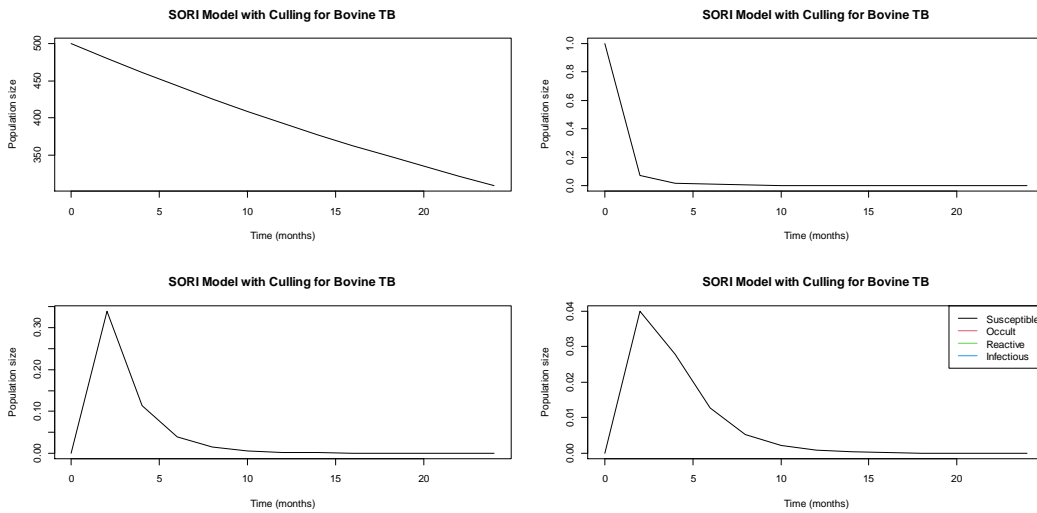 SORI Model with Culling for Bovine TB
Population size
500
450
400
350
0
5
10
15
20
Time (months)
SORI Model with Culling for Bovine TB
Population size
1.0
0.8
0.6
0.4
0.2
0.0
0
5
10
15
20
Time (months)
SORI Model with Culling for Bovine TB
Population size
0.30
0.20
0.10
0.00
0
5
10
15
20
Time (months)
SORI Model with Culling for Bovine TB
Population size
0.04
0.03
0.02
0.01
0.00
0
5
10
15
20
Time (months)
Susceptible
Occult
Reactive
Infectious